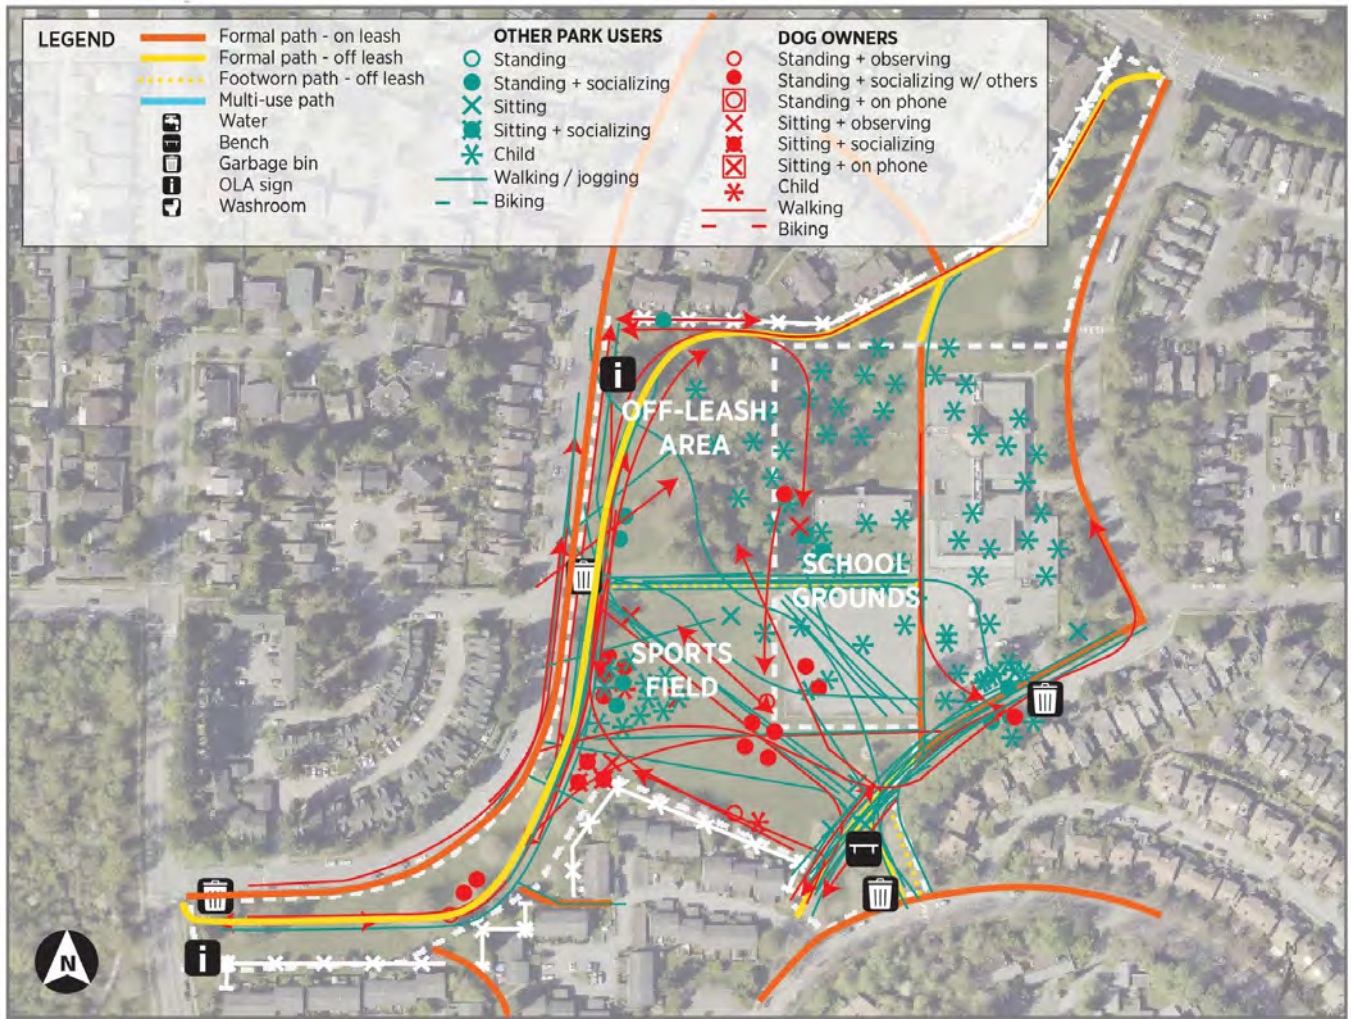 LEGEND
Formal path - on leash
Formal path - off leash
Footworn path - off leash
Multi-use path
Water
Bench
Garbage bin
OLA sign
Washroom
OTHER PARK USERS
Standing
Standing + socializing
Sitting
Sitting + socializing
Child
Walking / jogging
Biking
DOG OWNERS
Standing + observing
Standing + socializing w/ others
Standing + on phone
Sitting + observing
Sitting + socializing
Sitting + on phone
Child
Walking
Biking
i
OFF-LEASH
AREA
SCHOOL
GROUNDS
SPORTS
FIELD
i
N